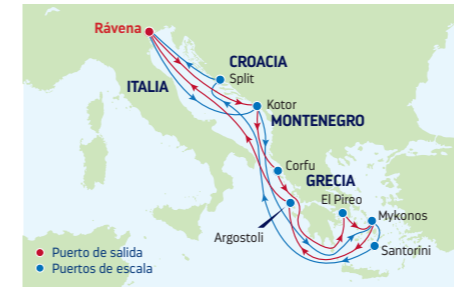 Rávena
CROACIA
Split
ITALIA
Kotor
MONTENEGRO
Corfu
GRECIA
El Pireo
Mykonos
Argostoli
Santorini
Puerto de salida
Puertos de escala